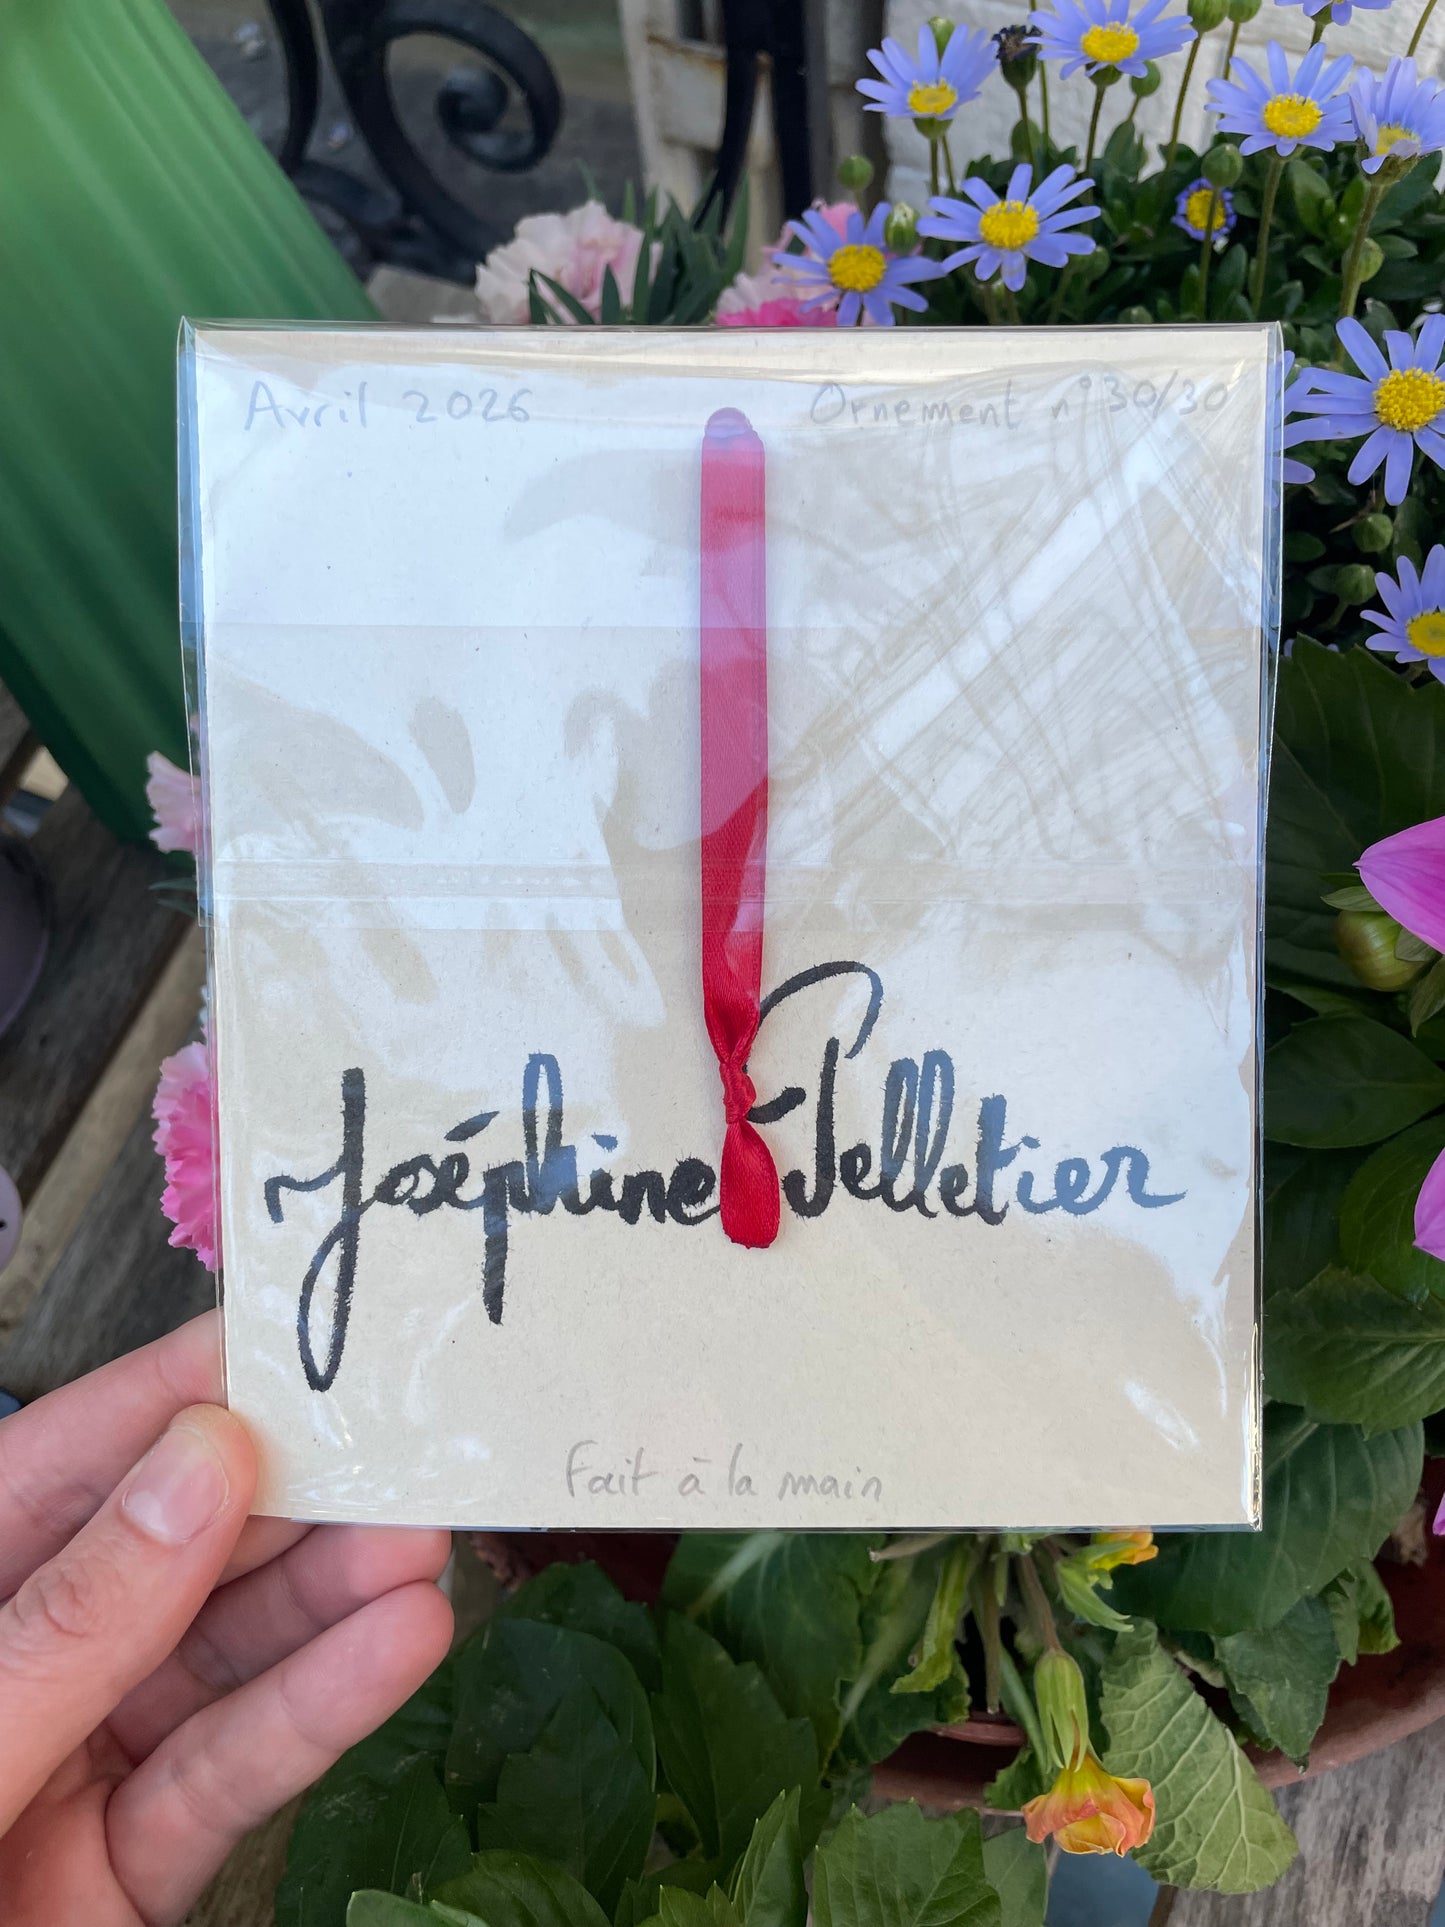 Avril 2026 Ornement n°30/30
Joséphine Pelletier
Fait à la main